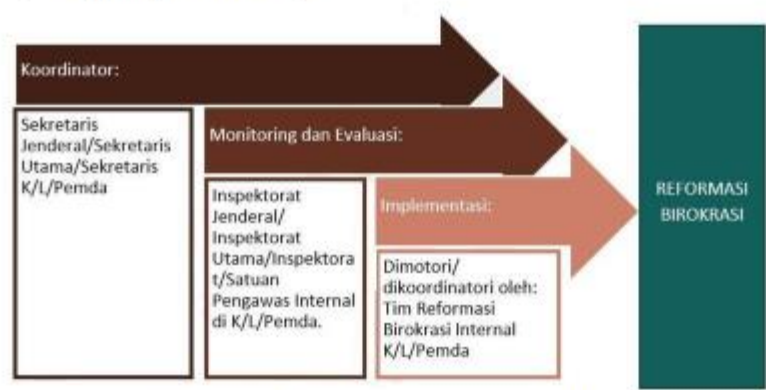 Koordinator:
Sekretaris
Jenderal/Sekretaris
Utama/Sekretaris
K/L/Pemda
Monitoring dan Evaluasi:
Inspektorat
Jenderal/
Inspektorat
Utama/Inspektora
t/Satuan
Pengawas Internal
di K/L/Pemda.
Implementasi:
Dimotori/
dikoordinatori oleh:
Tim Reformasi
Birokrasi Internal
K/L/Pemda
REFORMASI
BIROKRASI